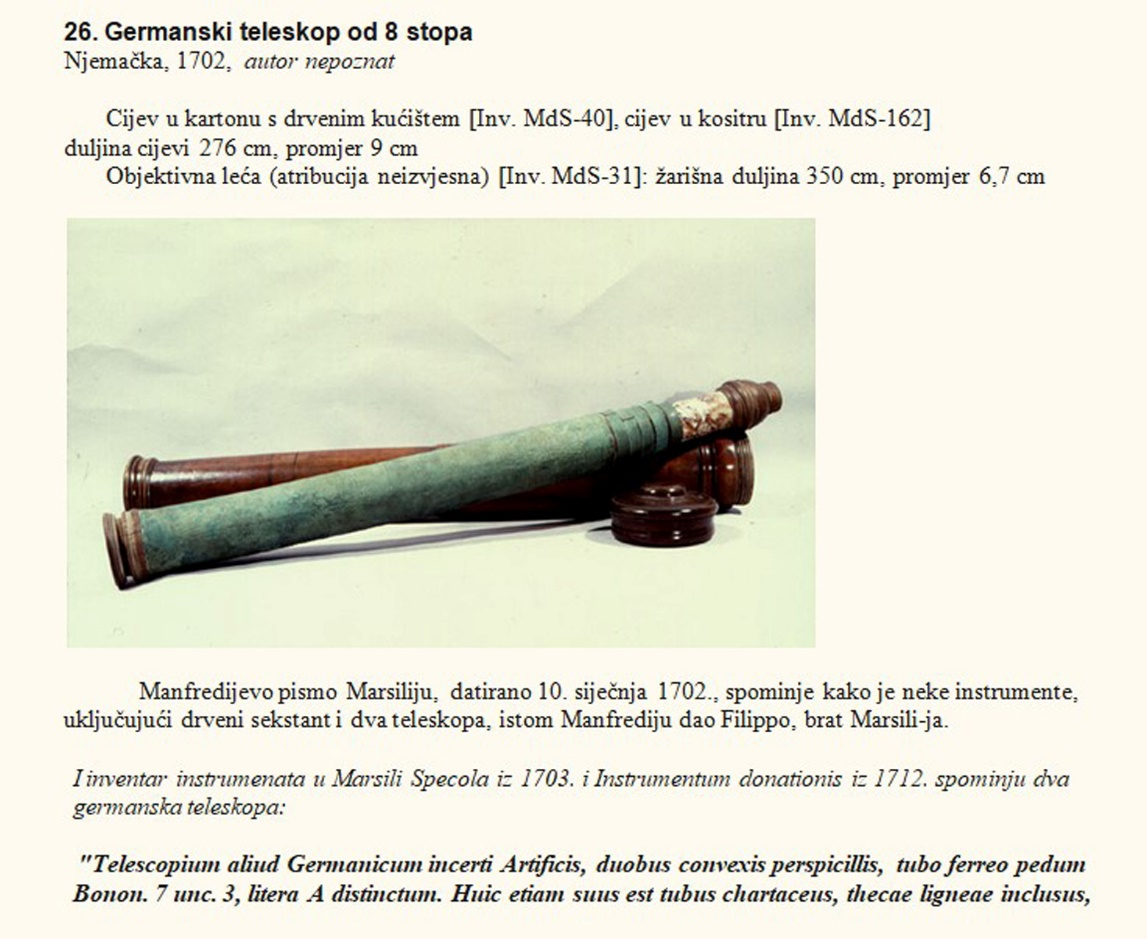 26. Germanski teleskop od 8 stopa
Njemačka, 1702, autor nepoznat
Cijev u kartonu s drvenim kućištem [Inv. MdS-40], cijev u kositru [Inv. MdS-162]
duljina cijevi 276 cm, promjer 9 cm
Objektivna leća (atribucija neizvjesna) [Inv. MdS-31]: žarišna duljina 350 cm, promjer 6,7 cm
Manfredijevo pismo Marsiliju, datirano 10. siječnja 1702., spominje kako je neke instrumente,
uključujući drveni sekstant i dva teleskopa, istom Manfrediju dao Filippo, brat Marsili-ja.
I inventar instrumenata u Marsili Specola iz 1703. i Instrumentum donationis iz 1712. spominju dva
germanska teleskopa:
"Telescopium aliud Germanicum incerti Artificis, duobus convexis perspicillis, tubo ferreo pedum
Bonon. 7 unc. 3, litera A distinctum. Huic etiam suus est tubus chartaceus, thecae ligneae inclusus,